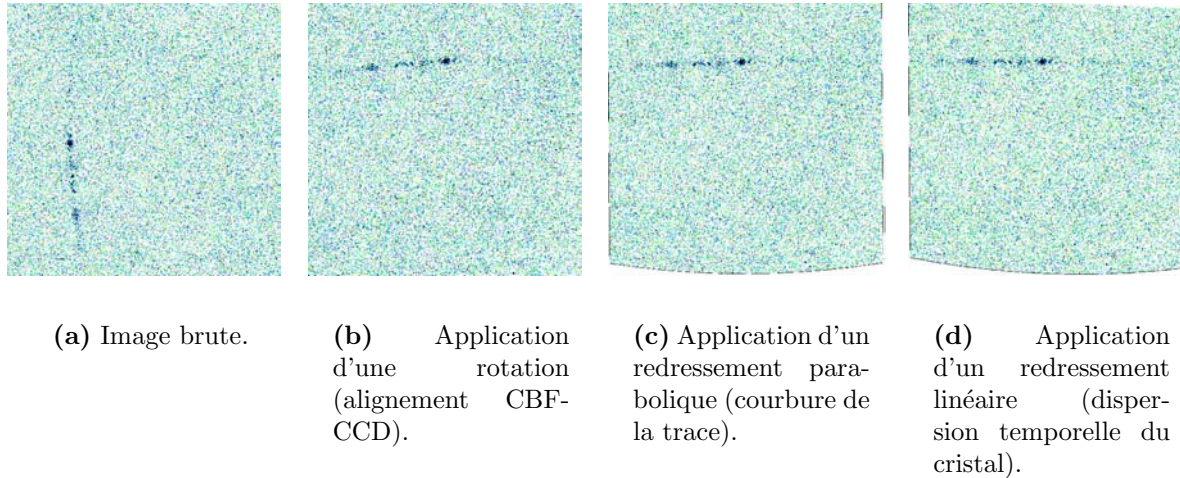 (a) Image brute.
(b) Application
d'une rotation
(alignement CBF-
CCD).
(c) Application d'un
redressement para-
bolique (courbure de
la trace).
(d) Application
d'un redressement
linéaire (disper-
sion temporelle du
cristal).